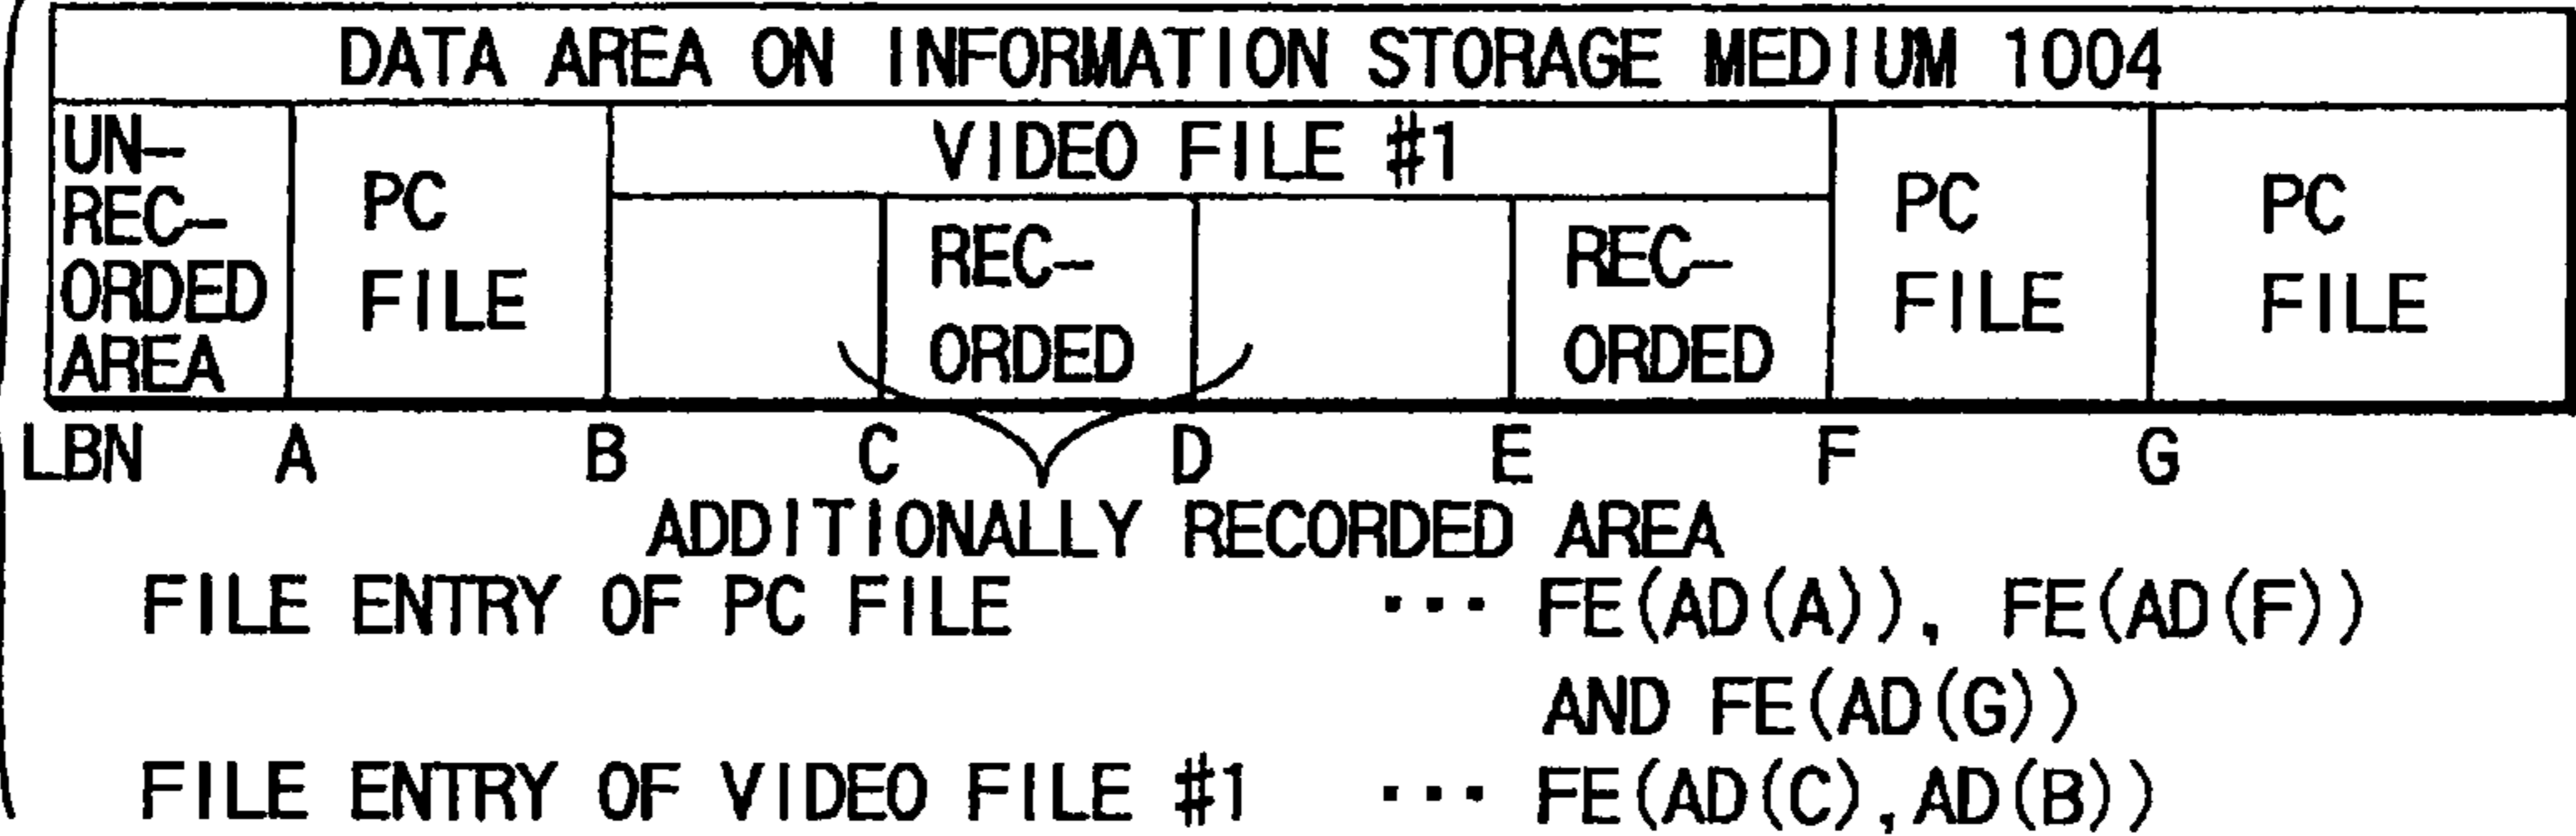 DATA AREA ON INFORMATION STORAGE MEDIUM 1004
UN-
REC-
ORDED
AREA
PC
FILE
VIDEO FILE #1
REC-
ORDED
REC-
ORDED
PC
FILE
PC
FILE
LBN A B C D E F G
ADDITIONALLY RECORDED AREA
FILE ENTRY OF PC FILE ··· FE(AD(A)), FE(AD(F))
AND FE(AD(G))
FILE ENTRY OF VIDEO FILE #1 ··· FE(AD(C),AD(B))